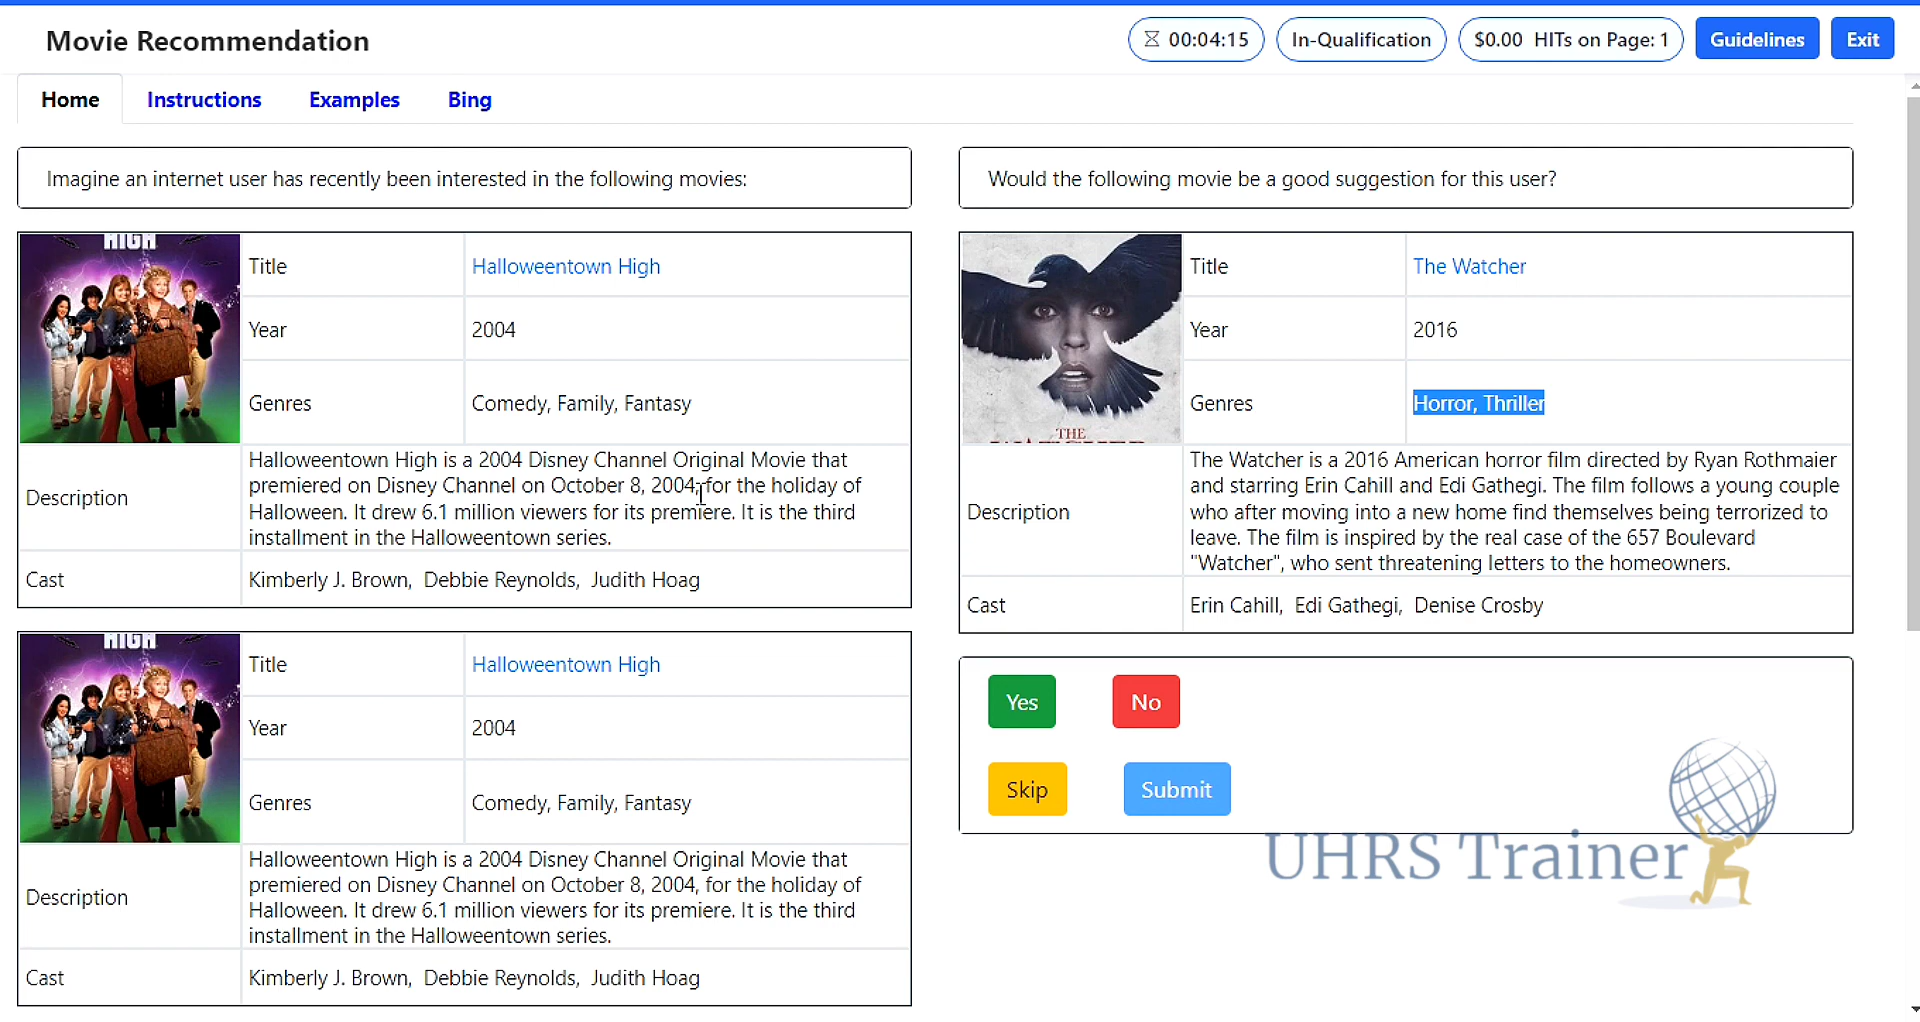 Movie Recommendation
00:04:15
In-Qualification
$0.00 HITs on Page: 1
Guidelines
Exit
Home
Instructions
Examples
Bing
Imagine an internet user has recently been interested in the following movies:
HIGH
Title
Halloweentown High
Year
2004
Genres
Comedy, Family, Fantasy
Description
Halloweentown High is a 2004 Disney Channel Original Movie that
premiered on Disney Channel on October 8, 2004, for the holiday of
Halloween. It drew 6.1 million viewers for its premiere. It is the third
installment in the Halloweentown series.
Cast
Kimberly J. Brown, Debbie Reynolds, Judith Hoag
HIGH
Title
Halloweentown High
Year
2004
Genres
Comedy, Family, Fantasy
Description
Halloweentown High is a 2004 Disney Channel Original Movie that
premiered on Disney Channel on October 8, 2004, for the holiday of
Halloween. It drew 6.1 million viewers for its premiere. It is the third
installment in the Halloweentown series.
Cast
Kimberly J. Brown, Debbie Reynolds, Judith Hoag
Would the following movie be a good suggestion for this user?
THE
Title
The Watcher
Year
2016
Genres
Horror, Thriller
Description
The Watcher is a 2016 American horror film directed by Ryan Rothmaier
and starring Erin Cahill and Edi Gathegi. The film follows a young couple
who after moving into a new home find themselves being terrorized to
leave. The film is inspired by the real case of the 657 Boulevard
"Watcher", who sent threatening letters to the homeowners.
Cast
Erin Cahill, Edi Gathegi, Denise Crosby
Yes
No
Skip
Submit
UHRS Trainer